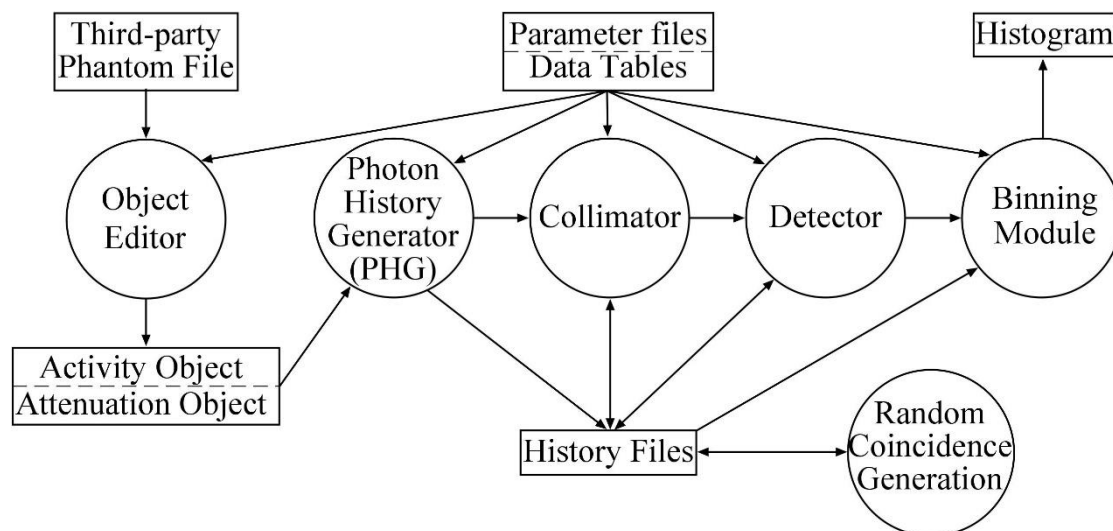 Third-party
Phantom File
Parameter files
Data Tables
Histogram
Object
Editor
Photon
History
Generator
(PHG)
Collimator
Detector
Binning
Module
Activity Object
Attenuation Object
History Files
Random
Coincidence
Generation